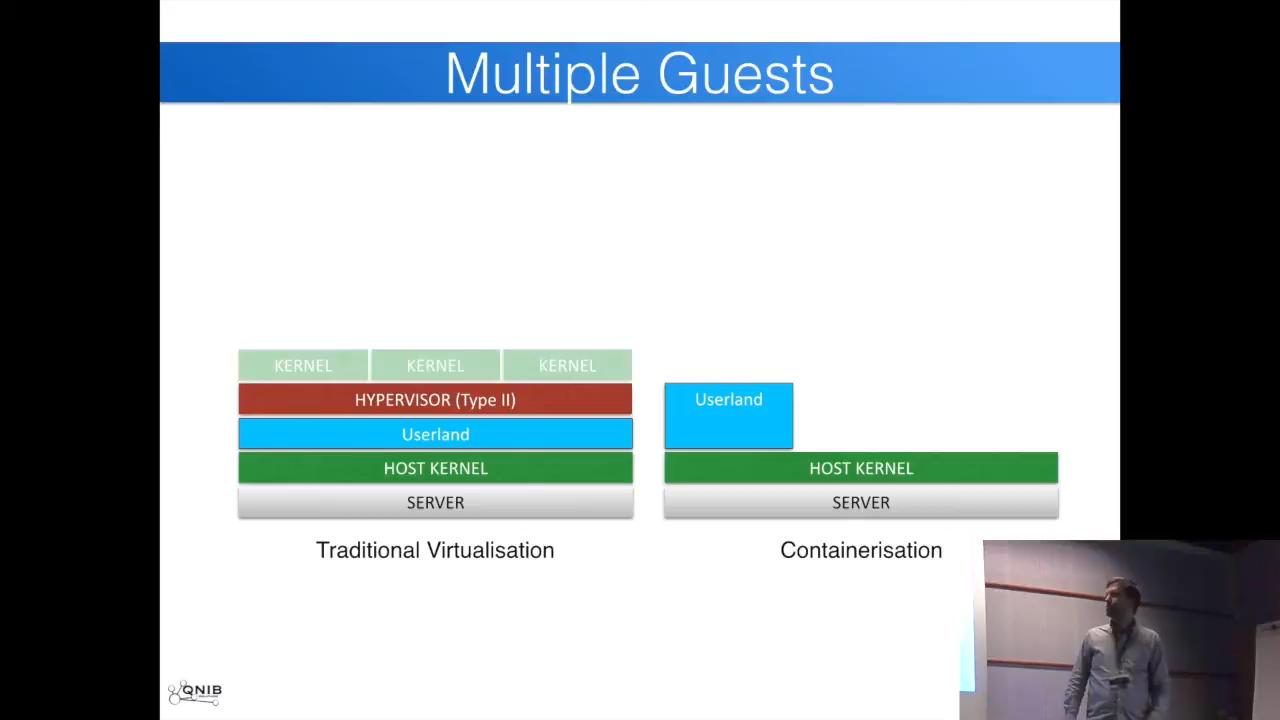 Multiple Guests
KERNEL KERNEL KERNEL
HYPERVISOR (Type II)
Userland
HOST KERNEL
SERVER
Traditional Virtualisation
Userland
HOST KERNEL
SERVER
Containerisation
QNIB